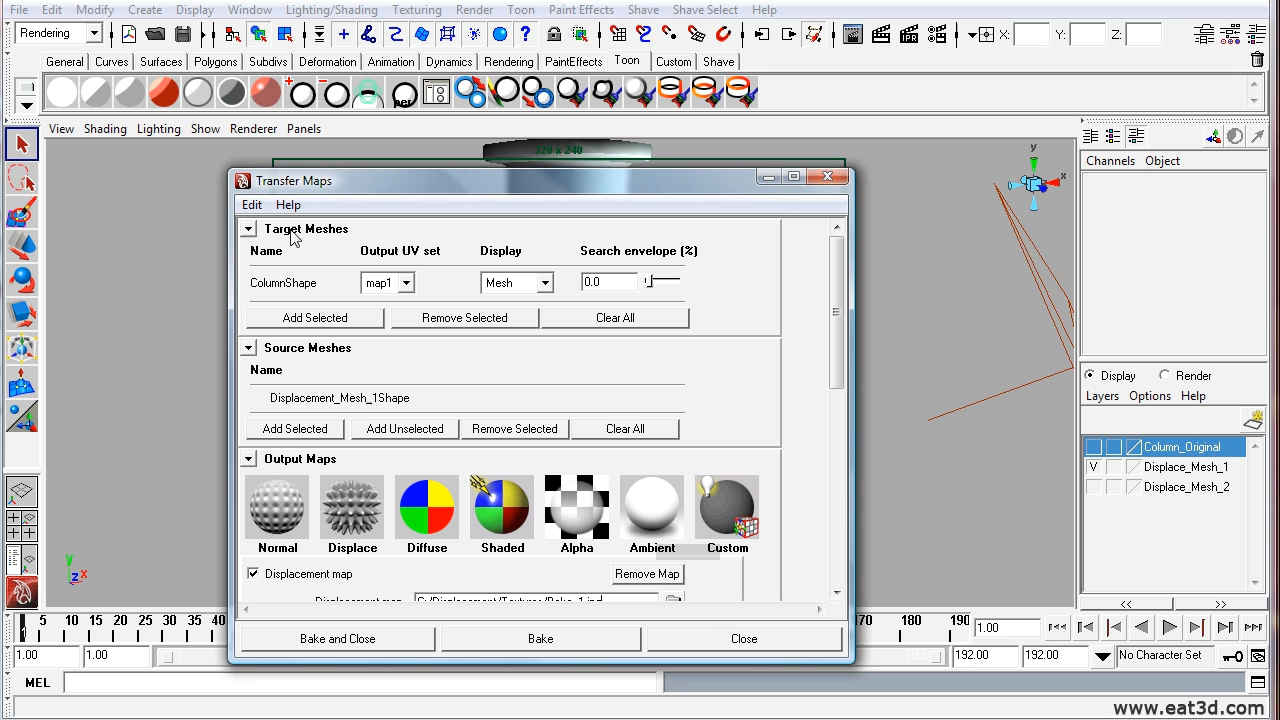 File Edit Modify Create Display Window Lighting/Shading Texturing Render Toon Paint Effects Shave Shave Select Help
Rendering X: Y: Z:
General Curves Surfaces Polygons Subdivs Deformation Animation Dynamics Rendering PaintEffects Toon Custom Shave
per
View Shading Lighting Show Renderer Panels
320 x 240
y
x
Channels Object
Transfer Maps
Edit Help
Target Meshes
Name Output UV set Display Search envelope (%)
ColumnShape map1 Mesh 0.0
Add Selected Remove Selected Clear All
Source Meshes
Name
Displacement_Mesh_1Shape
Add Selected Add Unselected Remove Selected Clear All
Output Maps
Normal Displace Diffuse Shaded Alpha Ambient Custom
Displacement map Remove Map
Displacement map
Bake and Close Bake Close
Display Render
Layers Options Help
Column_Original
V Displace_Mesh_1
Displace_Mesh_2
<< >>
y
z x
5 10 15 20 25 30 35 40 170 180 190 1.00
1.00 1.00 192.00 192.00 No Character Set
MEL
www.eat3d.com